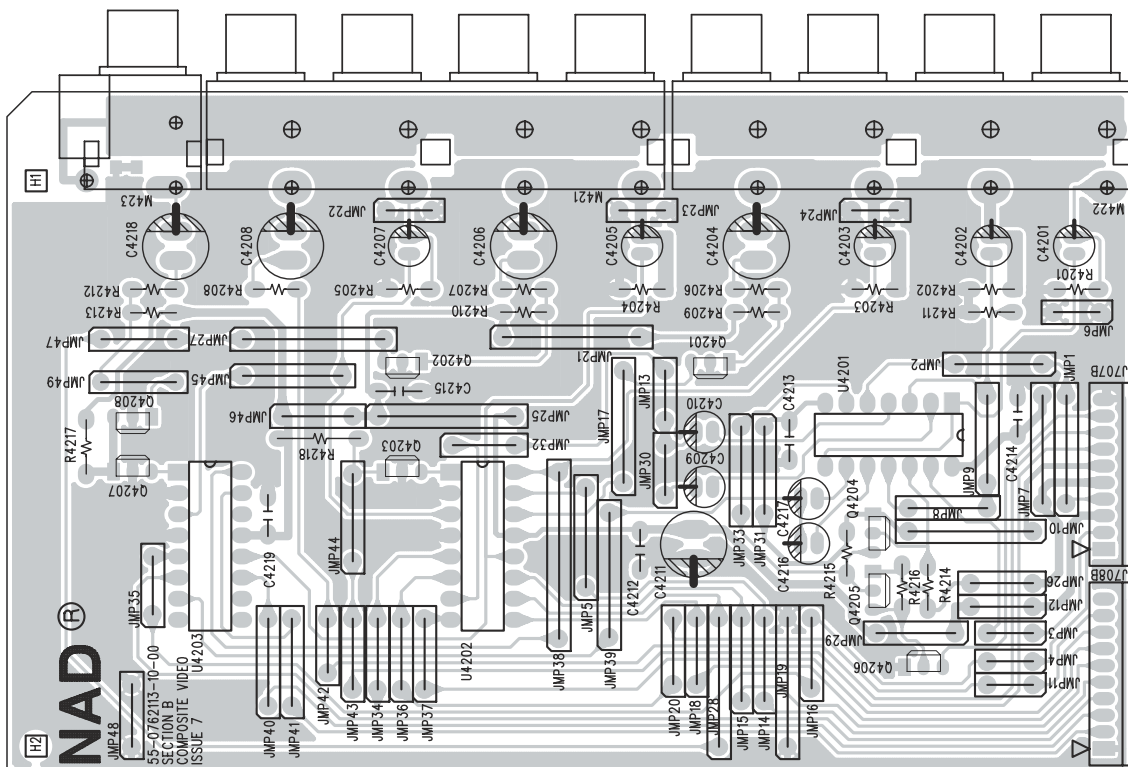 H1
M423
C4218
C4208
JMP22
C4207
C4206
M421
C4205
JMP23
C4204
JMP24
C4203
C4202
M422
C4201
R4201
R4212
R4208
R4205
R4207
R4204
R4206
R4203
R4202
R4213
R4210
R4209
R4211
JMP6
JMP47
JMP27
Q4202
JMP21
Q4201
JMP2
JMP1
J707B
JMP49
JMP45
C4215
JMP17
JMP13
C4210
C4213
U4201
Q4208
JMP46
JMP25
R4217
R4218
Q4203
JMP32
JMP30
C4209
JMP9
C4214
JMP7
Q4207
C4217
Q4204
JMP8
JMP10
C4219
JMP44
JMP33
JMP31
C4216
R4215
J708B
JMP35
JMP5
C4212
C4211
Q4205
R4216
R4214
JMP26
JMP12
U4203
U4202
JMP38
JMP39
JMP29
JMP3
Q4206
JMP4
JMP11
JMP42
JMP40
JMP41
JMP43
JMP34
JMP36
JMP37
JMP20
JMP18
JMP28
JMP15
JMP14
JMP19
JMP16
H2
NAD®
JMP48
55-0762113-10-00
SECTION B
COMPOSITE VIDEO
ISSUE 7